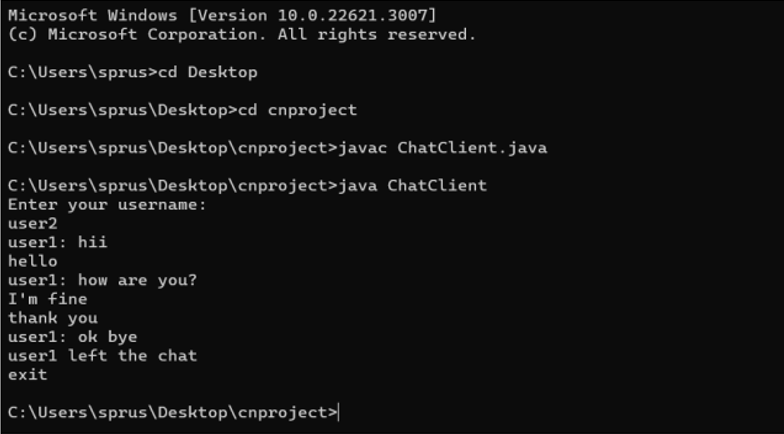 Microsoft Windows [Version 10.0.22621.3007]
(c) Microsoft Corporation. All rights reserved.
C:\Users\sprus>cd Desktop
C:\Users\sprus\Desktop>cd cnproject
C:\Users\sprus\Desktop\cnproject>javac ChatClient.java
C:\Users\sprus\Desktop\cnproject>java ChatClient
Enter your username:
user2
user1: hii
hello
user1: how are you?
I'm fine
thank you
user1: ok bye
user1 left the chat
exit
C:\Users\sprus\Desktop\cnproject>